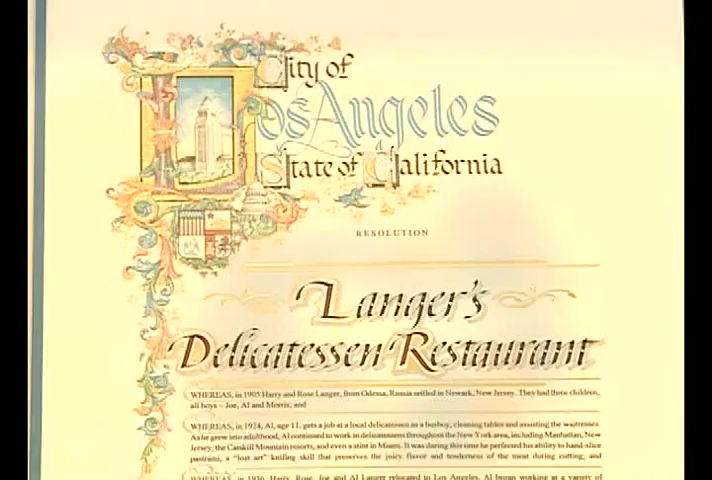 City of
Los Angeles
State of California
RESOLUTION
Langer's
Delicatessen Restaurant
WHEREAS, in 1905 Harry and Rose Langer, from Odessa, Russia settled in Newark, New Jersey. They had three children,
all boys – Joe, Al and Morris; and
WHEREAS, in 1924, Al, age 11, gets a job at a local delicatessen as a busboy, cleaning tables and assisting the waitresses.
As he grew into adulthood, Al continued to work in delicatessens throughout the New York area, including Manhattan, New
Jersey, the Catskill Mountain resorts, and even a stint in Miami. It was during this time he perfected his ability to hand-slice
pastrami, a "lost art" knifing skill that preserves the juicy flavor and tenderness of the meat during cutting; and
WHEREAS, in 1936, Harry, Rose, Joe and Al Langer relocated to Los Angeles. Al began working at a variety of